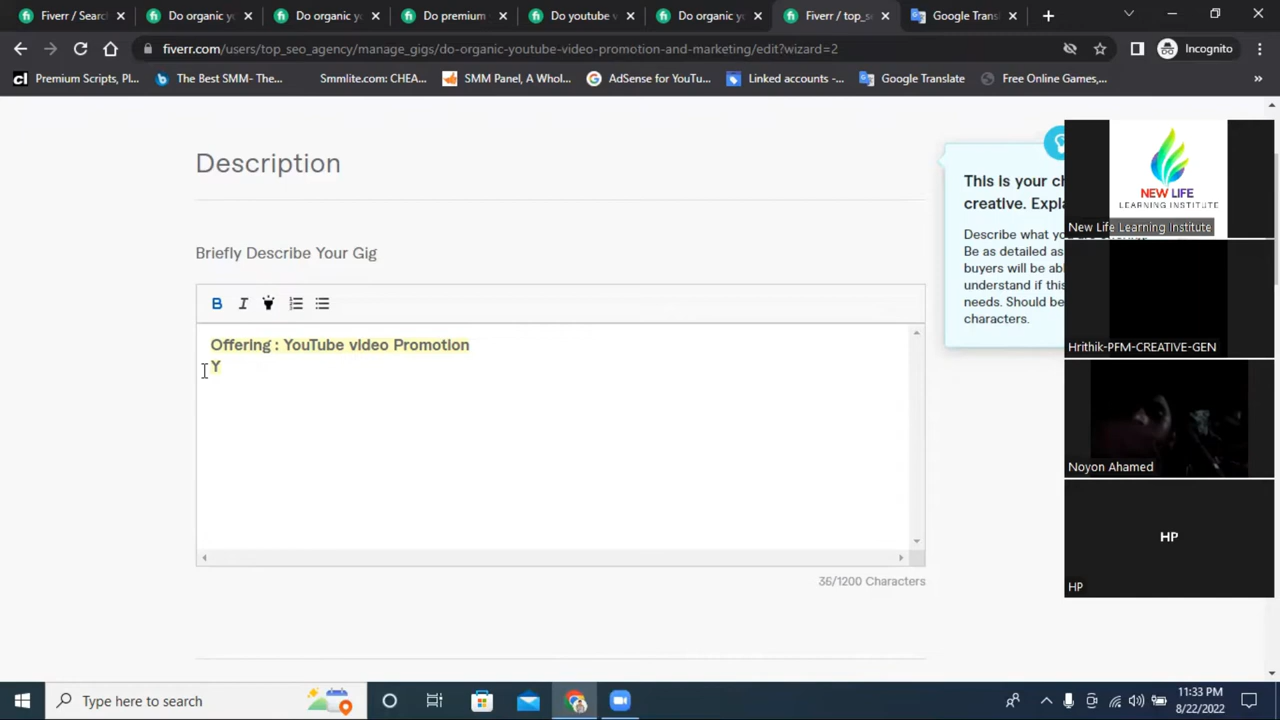 Fiverr / Sear
Do organic yo
Do organic yo
Do premium
Do youtube v
Do organic yo
Fiverr / top_se
Google Transl
fiverr.com/users/top_seo_agency/manage_gigs/do-organic-youtube-video-promotion-and-marketing/edit?wizard=2
Incognito
Premium Scripts, Pl...
The Best SMM- The...
Smmlite.com: CHEA...
SMM Panel, A Whol...
AdSense for YouTu...
Linked accounts -...
Google Translate
Free Online Games,...
Description
This is your ch
creative. Expla
Describe what yo
Be as detailed as
buyers will be abl
understand if this
needs. Should be
characters.
Briefly Describe Your Gig
B I
Offering : YouTube video Promotion
Y
36/1200 Characters
NEW LIFE
LEARNING INSTITUTE
New Life Learning Institute
Hrithik-PFM-CREATIVE-GEN
Noyon Ahamed
HP
HP
Type here to search
11:33 PM
8/22/2022